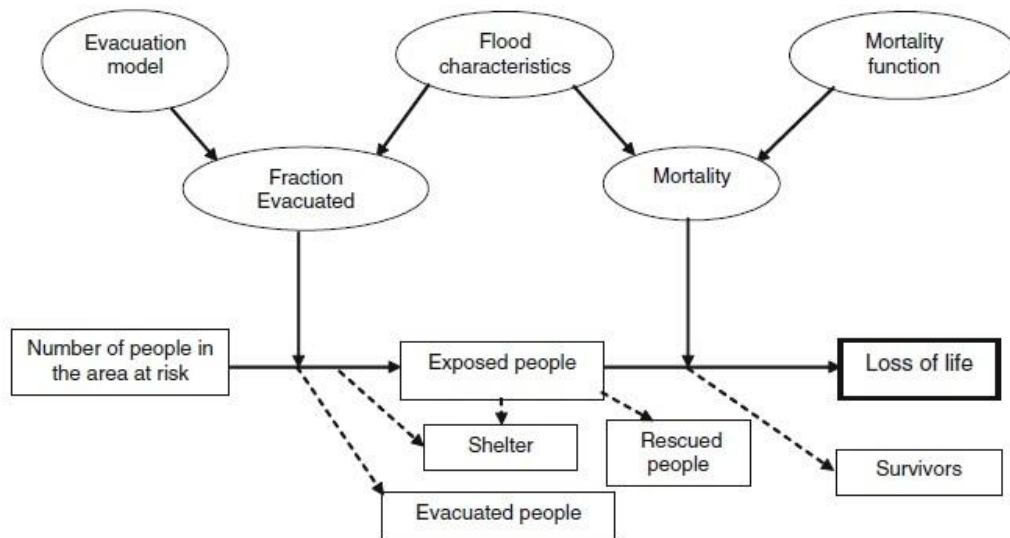 Evacuation
model
Flood
characteristics
Mortality
function
Fraction
Evacuated
Mortality
Number of people in
the area at risk
Exposed people
Loss of life
Shelter
Rescued
people
Survivors
Evacuated people